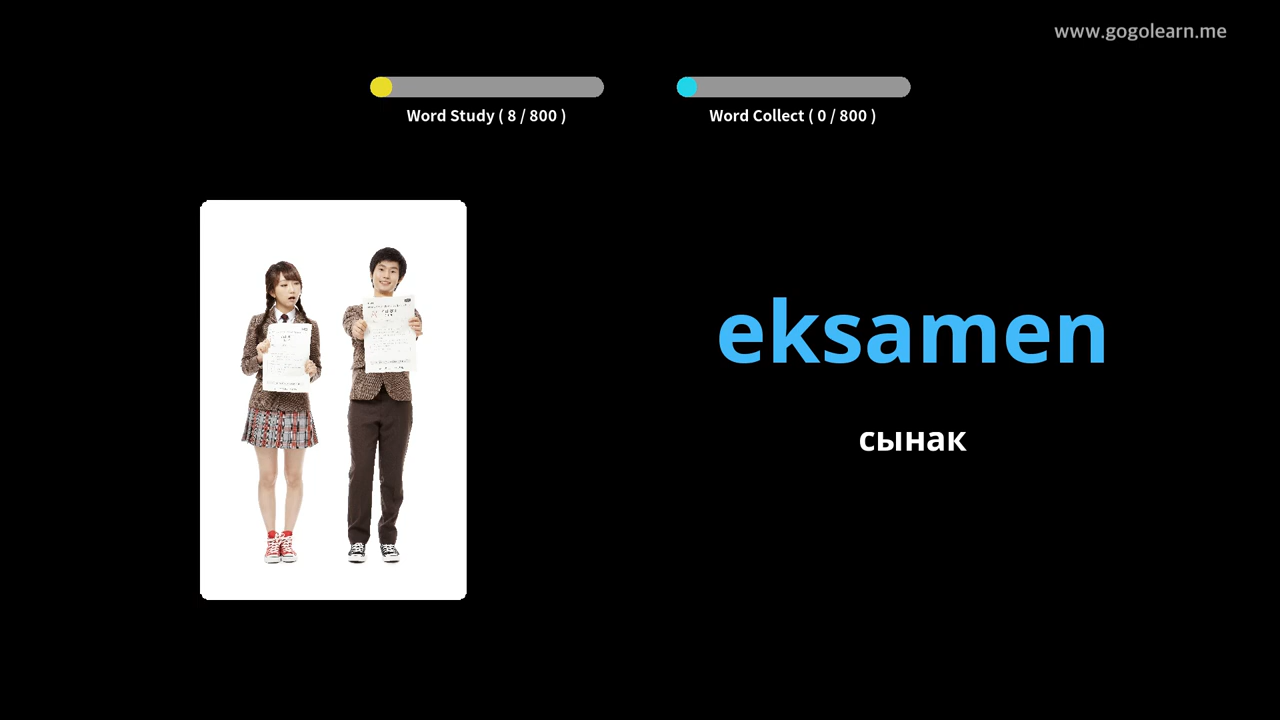 www.gogolearn.me
Word Study ( 8 / 800 )
Word Collect ( 0 / 800 )
eksamen
сынак